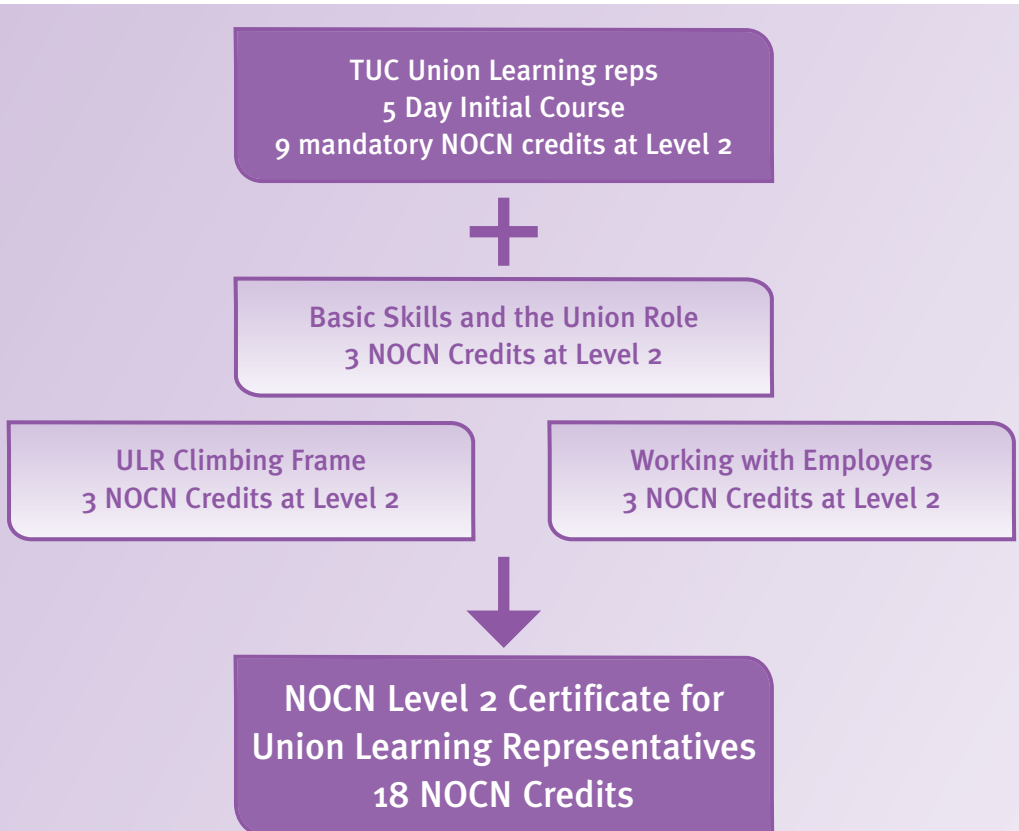 TUC Union Learning reps
5 Day Initial Course
9 mandatory NOCN credits at Level 2
Basic Skills and the Union Role
3 NOCN Credits at Level 2
ULR Climbing Frame
3 NOCN Credits at Level 2
Working with Employers
3 NOCN Credits at Level 2
NOCN Level 2 Certificate for
Union Learning Representatives
18 NOCN Credits